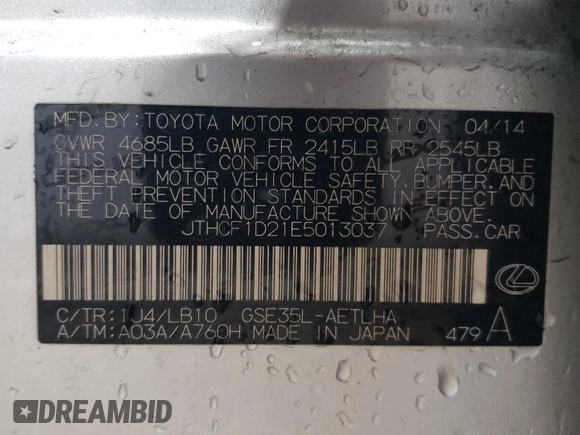 MFD. BY: TOYOTA MOTOR CORPORATION 04/14
GVWR 4685LB GAWR FR 2415LB RR 2545LB
THIS VEHICLE CONFORMS TO ALL APPLICABLE
FEDERAL MOTOR VEHICLE SAFETY, BUMPER, AND
THEFT PREVENTION STANDARDS IN EFFECT ON
THE DATE OF MANUFACTURE SHOWN ABOVE.
JTHCF1D21E5013037 PASS.CAR
C/TR: 1J4/LB10 GSE35L-AETLHA
A/TM: A03A/A760H MADE IN JAPAN 479 A
DREAMBID